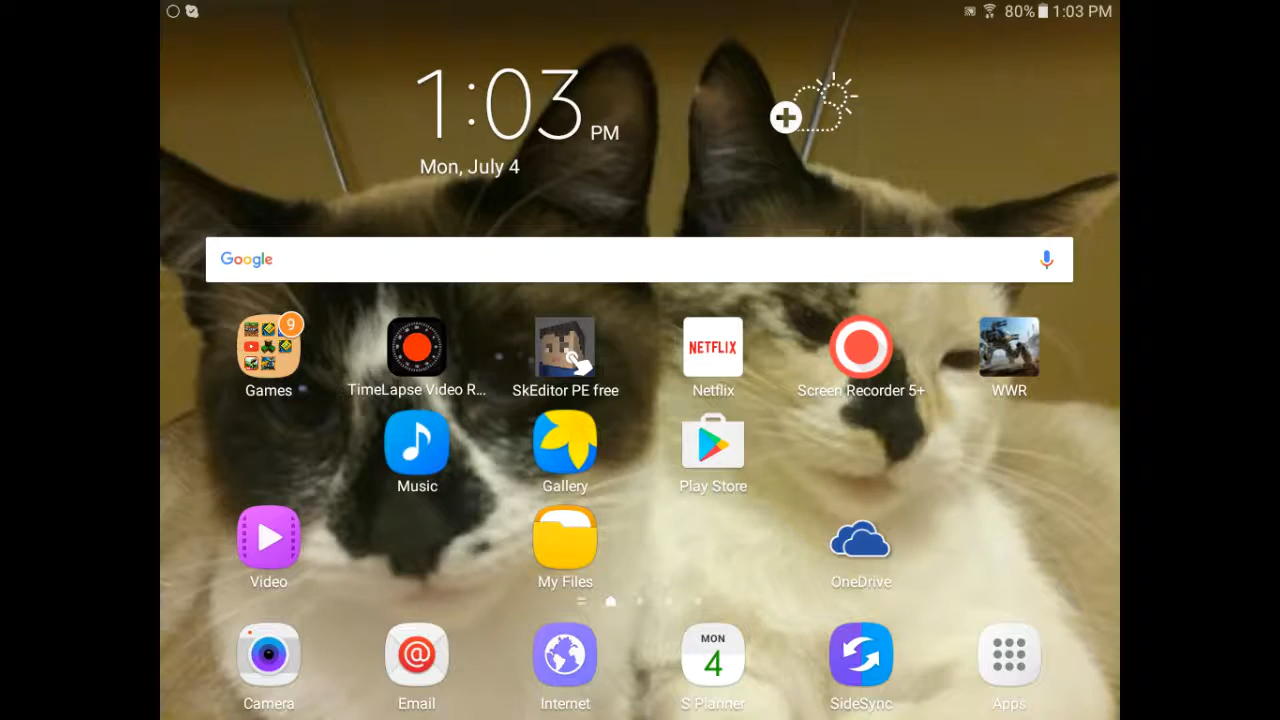 80% 1:03 PM
1:03 PM
Mon, July 4
Google
9
NETFLIX
Games
TimeLapse Video R...
SkEditor PE free
Netflix
Screen Recorder 5+
WWR
Music
Gallery
Play Store
Video
My Files
OneDrive
@
MON
4
Camera
Email
Internet
S Planner
SideSync
Apps